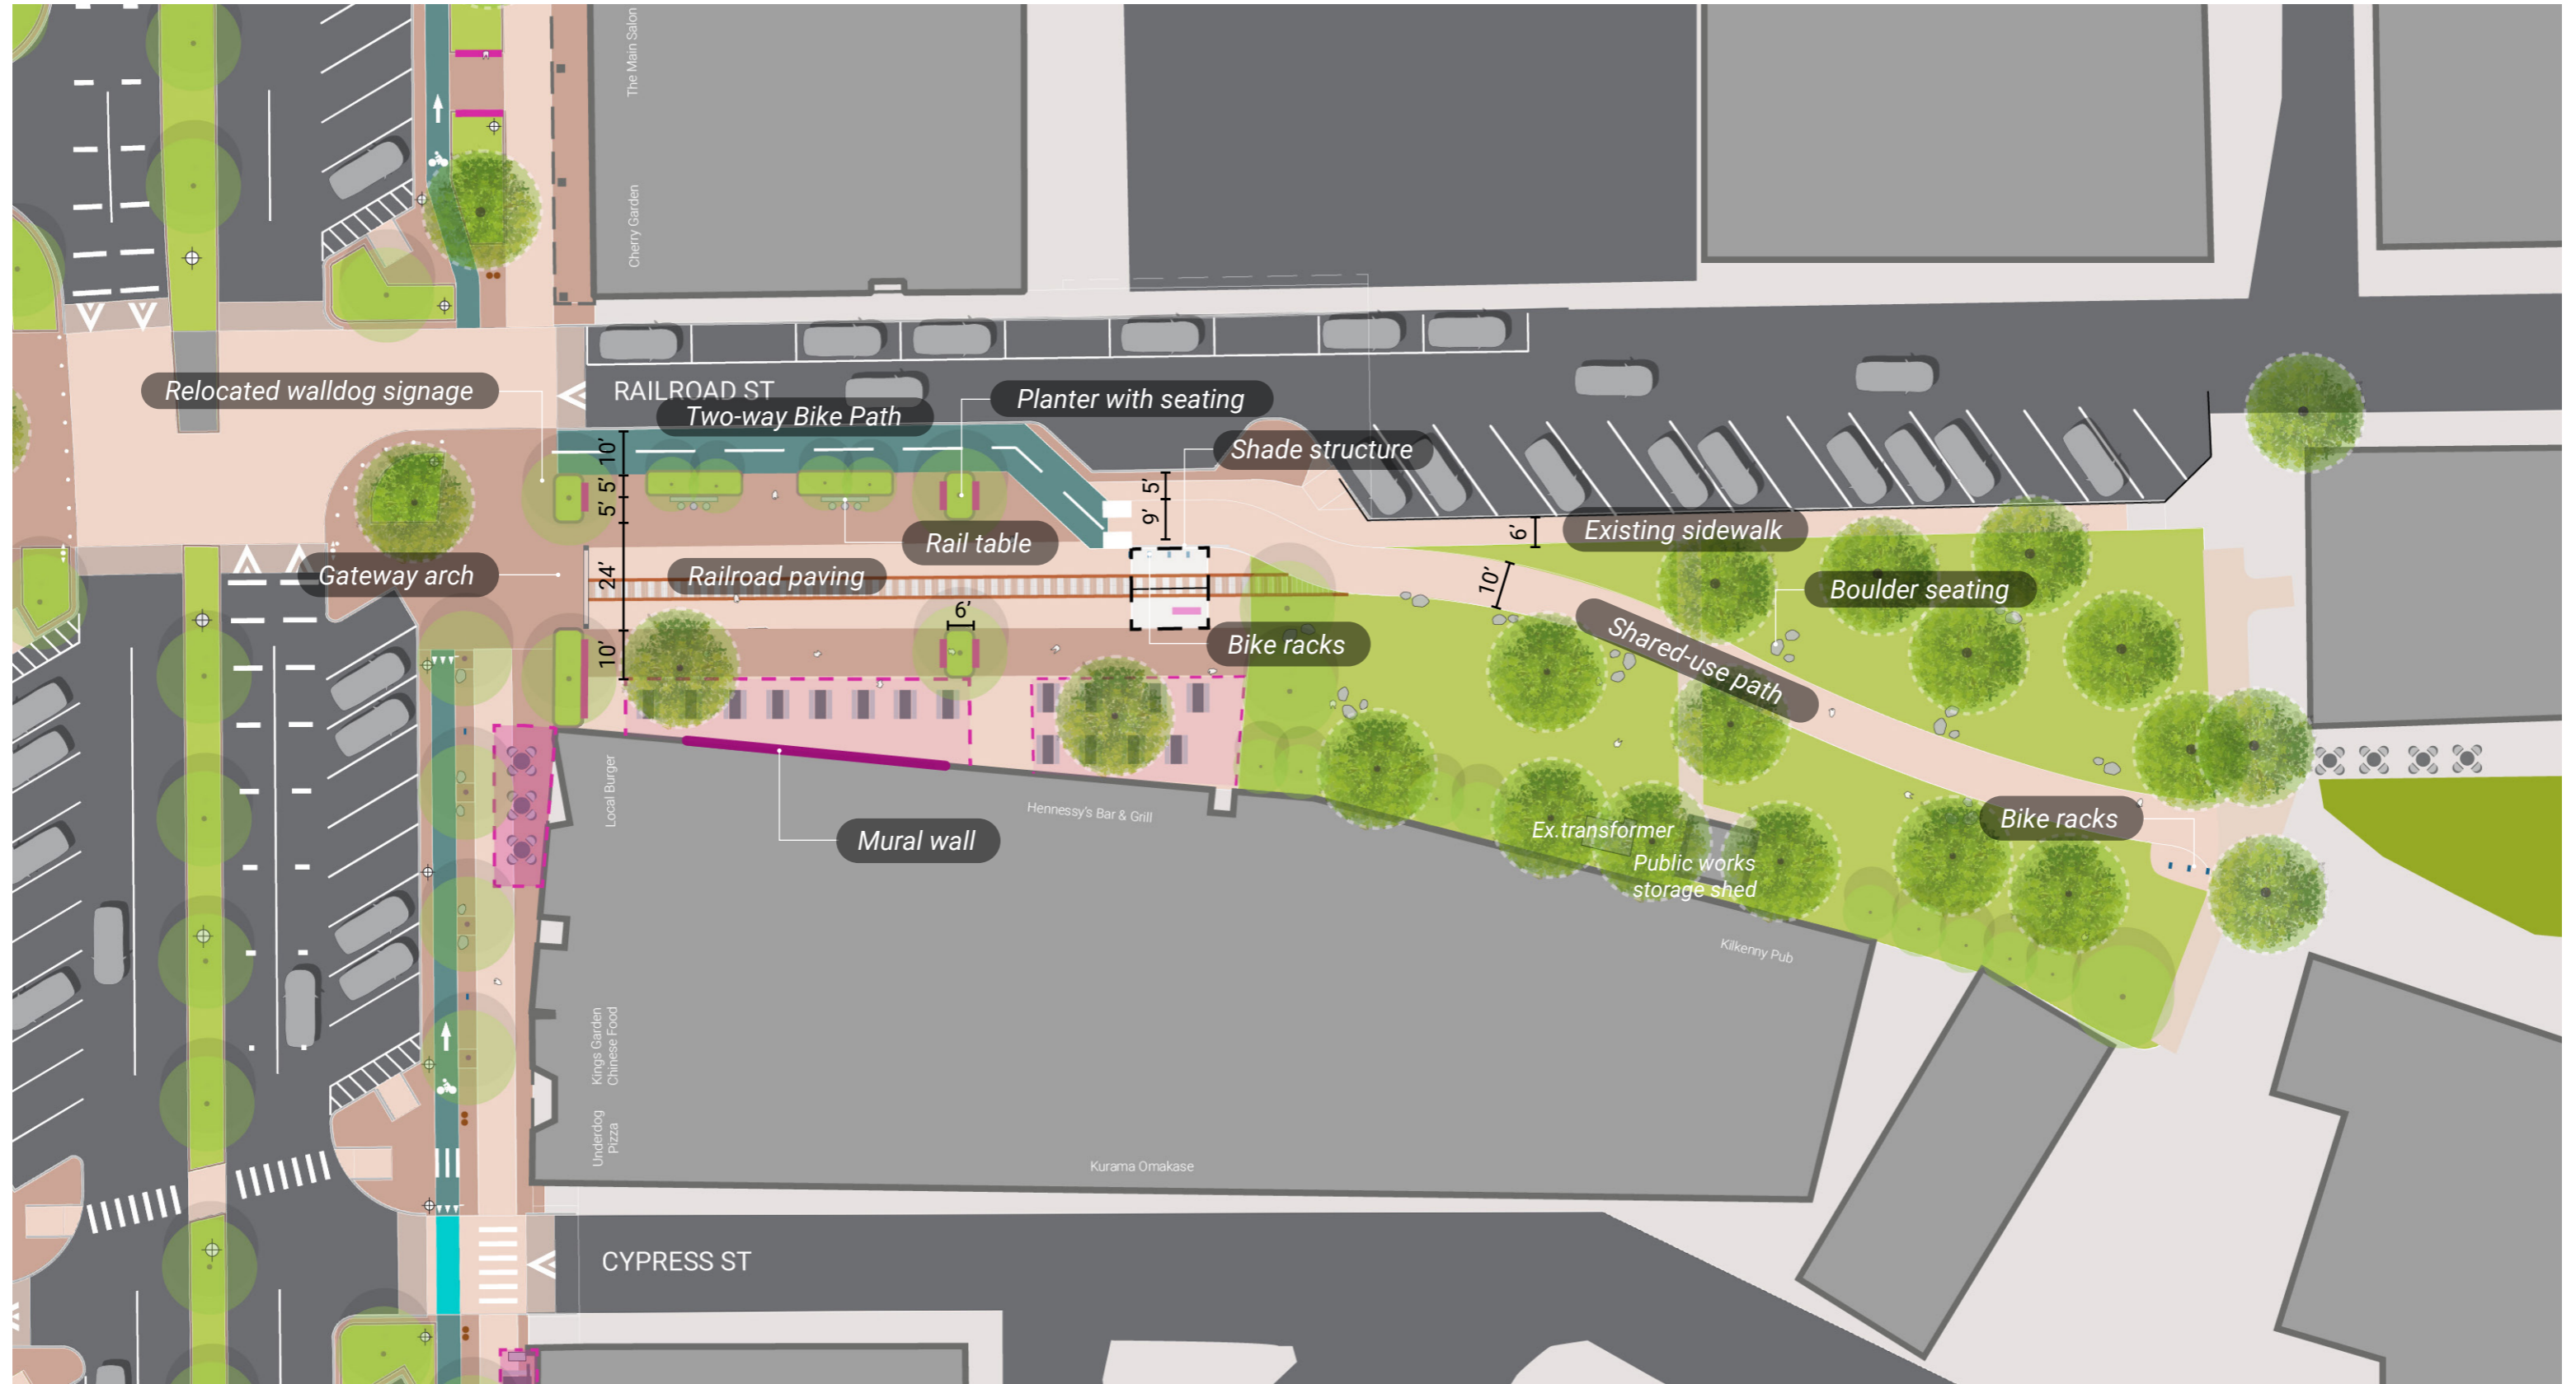 The Main Salon
Cherry Garden
Relocated walldog signage
RAILROAD ST
Two-way Bike Path
Planter with seating
Shade structure
10'
5'
5'
5'
9'
6'
Existing sidewalk
Rail table
Gateway arch
24'
Railroad paving
10'
Boulder seating
6'
Shared-use path
Bike racks
10'
Local Burger
Hennessy's Bar & Grill
Mural wall
Ex.transformer
Public works
storage shed
Bike racks
Kilkenny Pub
Kings Garden
Chinese Food
Underdog
Pizza
Kurama Omakase
CYPRESS ST